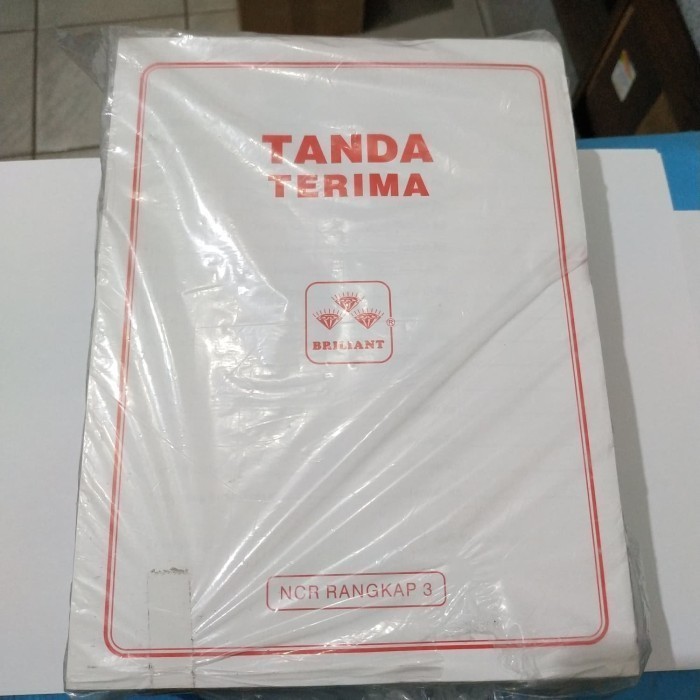 TANDA
TERIMA
BRILIANT
NCR RANGKAP 3